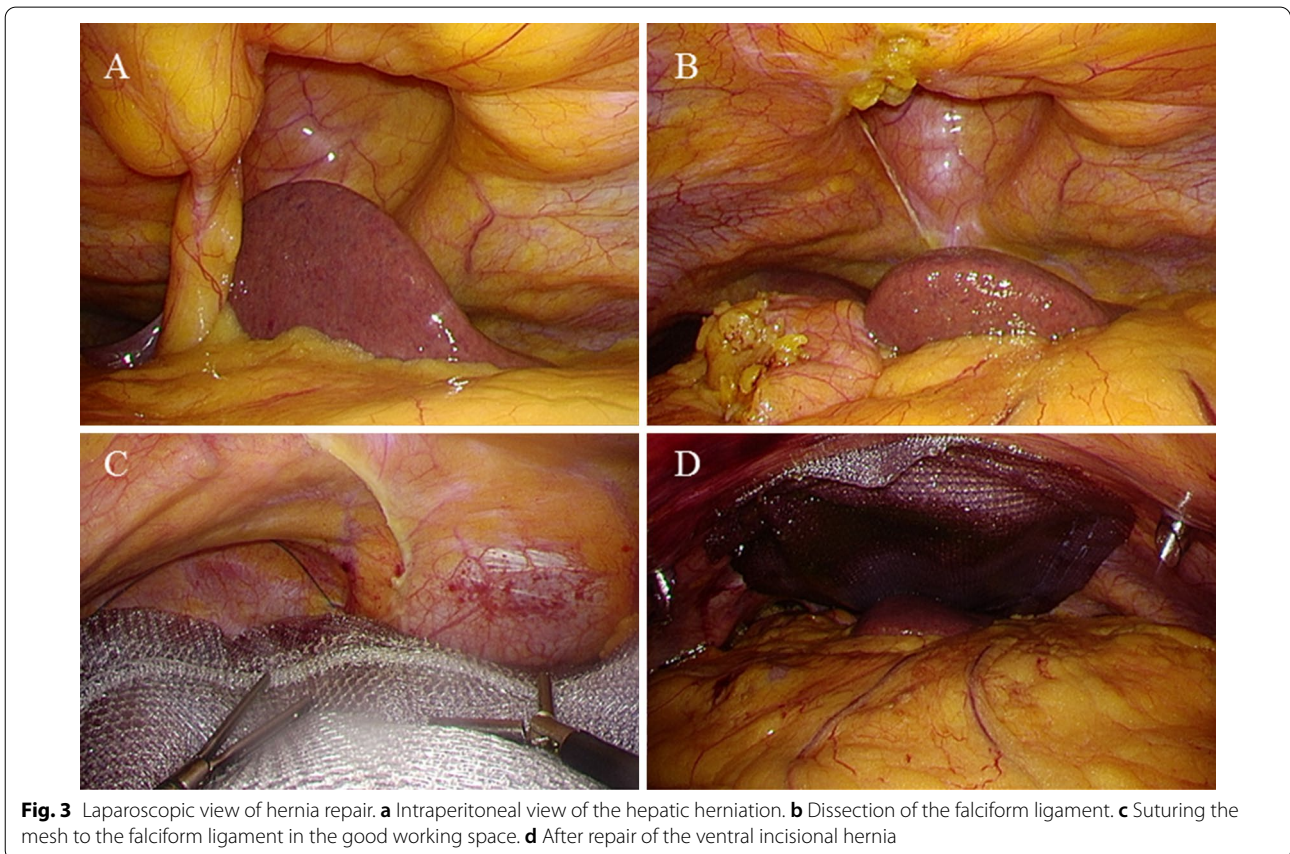 A
B
C
D
Fig. 3 Laparoscopic view of hernia repair. a Intraperitoneal view of the hepatic herniation. b Dissection of the falciform ligament. c Suturing the
mesh to the falciform ligament in the good working space. d After repair of the ventral incisional hernia